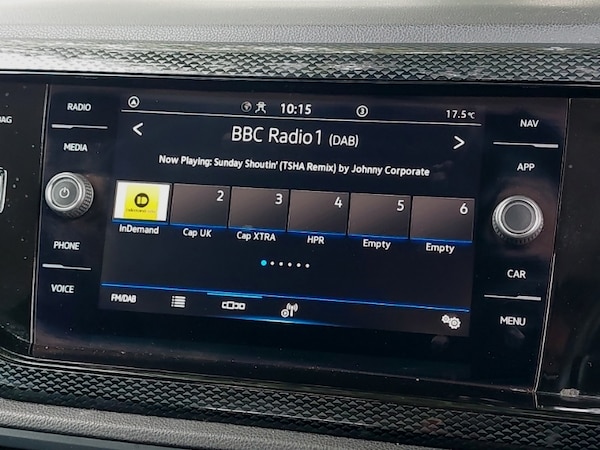 BAG
RADIO
MEDIA
PHONE
VOICE
10:15
3
17.5°C
BBC Radio1 (DAB)
Now Playing: Sunday Shoutin' (TSHA Remix) by Johnny Corporate
2
3
4
5
6
InDemand
Cap UK
Cap XTRA
HPR
Empty
Empty
FM/DAB
NAV
APP
CAR
MENU